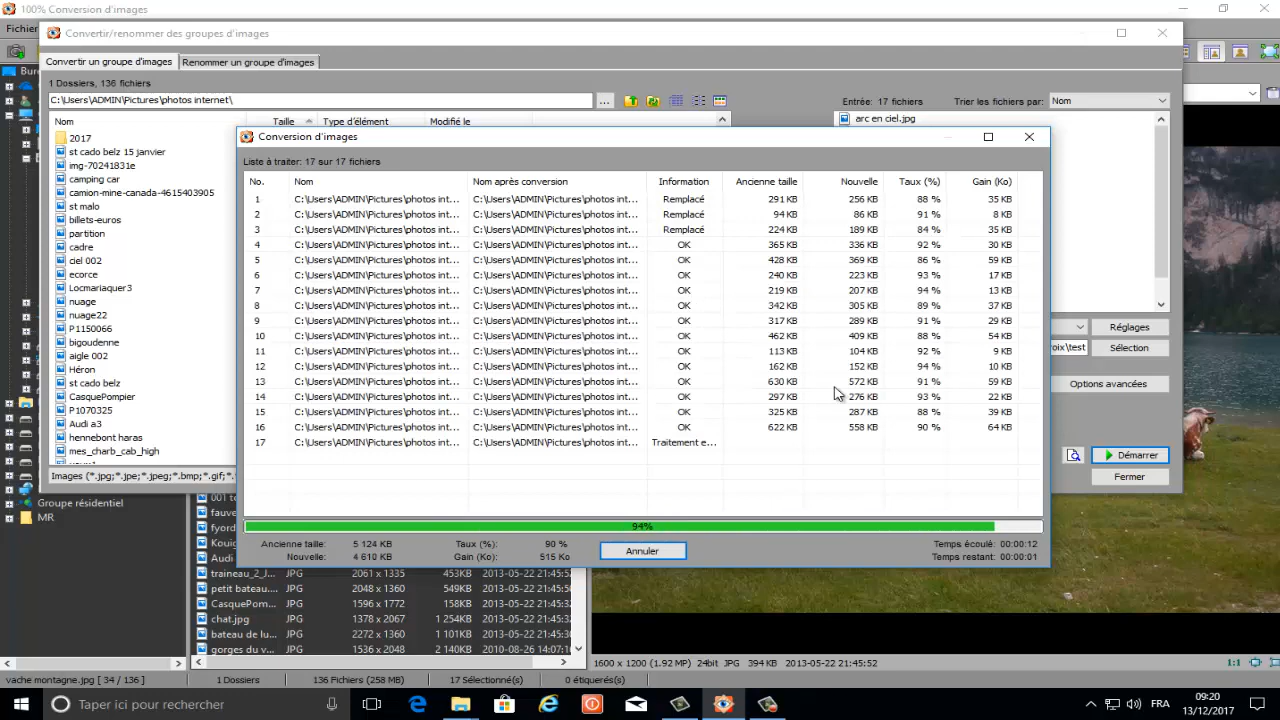 100% Conversion d'images
Fichier
Convertir/renommer des groupes d'images
Convertir un groupe d'images
Renommer un groupe d'images
1 Dossiers, 136 fichiers
C:\Users\ADMIN\Pictures\photos internet\
Entrée: 17 fichiers
Trier les fichiers par:
Nom
Nom Taille Type d'élément Modifié le
arc en ciel.jpg
2017
st cado belz 15 janvier
img-70241831e
camping car
camion-mine-canada-4615403905
st malo
billets-euros
partition
cadre
ciel 002
ecorce
Locmariaquer3
nuage
nuage22
P1150066
bigoudenne
aigle 002
Héron
st cado belz
CasquePompier
P1070325
Audi a3
hennebont haras
mes_charb_cab_high
Images (*.jpg;*.jpe;*.jpeg;*.bmp;*.gif;*.
Conversion d'images
Liste à traiter: 17 sur 17 fichiers
No. Nom Nom après conversion Information Ancienne taille Nouvelle Taux (%) Gain (Ko)
1 C:\Users\ADMIN\Pictures\photos int... C:\Users\ADMIN\Pictures\photos int... Remplacé 291 KB 256 KB 88 % 35 KB
2 C:\Users\ADMIN\Pictures\photos int... C:\Users\ADMIN\Pictures\photos int... Remplacé 94 KB 86 KB 91 % 8 KB
3 C:\Users\ADMIN\Pictures\photos int... C:\Users\ADMIN\Pictures\photos int... Remplacé 224 KB 189 KB 84 % 35 KB
4 C:\Users\ADMIN\Pictures\photos int... C:\Users\ADMIN\Pictures\photos int... OK 365 KB 336 KB 92 % 30 KB
5 C:\Users\ADMIN\Pictures\photos int... C:\Users\ADMIN\Pictures\photos int... OK 428 KB 369 KB 86 % 59 KB
6 C:\Users\ADMIN\Pictures\photos int... C:\Users\ADMIN\Pictures\photos int... OK 240 KB 223 KB 93 % 17 KB
7 C:\Users\ADMIN\Pictures\photos int... C:\Users\ADMIN\Pictures\photos int... OK 219 KB 207 KB 94 % 13 KB
8 C:\Users\ADMIN\Pictures\photos int... C:\Users\ADMIN\Pictures\photos int... OK 342 KB 305 KB 89 % 37 KB
9 C:\Users\ADMIN\Pictures\photos int... C:\Users\ADMIN\Pictures\photos int... OK 317 KB 289 KB 91 % 29 KB
10 C:\Users\ADMIN\Pictures\photos int... C:\Users\ADMIN\Pictures\photos int... OK 462 KB 409 KB 88 % 54 KB
11 C:\Users\ADMIN\Pictures\photos int... C:\Users\ADMIN\Pictures\photos int... OK 113 KB 104 KB 92 % 9 KB
12 C:\Users\ADMIN\Pictures\photos int... C:\Users\ADMIN\Pictures\photos int... OK 162 KB 152 KB 94 % 10 KB
13 C:\Users\ADMIN\Pictures\photos int... C:\Users\ADMIN\Pictures\photos int... OK 630 KB 572 KB 91 % 59 KB
14 C:\Users\ADMIN\Pictures\photos int... C:\Users\ADMIN\Pictures\photos int... OK 297 KB 276 KB 93 % 22 KB
15 C:\Users\ADMIN\Pictures\photos int... C:\Users\ADMIN\Pictures\photos int... OK 325 KB 287 KB 88 % 39 KB
16 C:\Users\ADMIN\Pictures\photos int... C:\Users\ADMIN\Pictures\photos int... OK 622 KB 558 KB 90 % 64 KB
17 C:\Users\ADMIN\Pictures\photos int... C:\Users\ADMIN\Pictures\photos int... Traitement e...
94%
Ancienne taille: 5 124 KB Taux (%): 90 % Temps écoulé: 00:00:12
Nouvelle: 4 610 KB Gain (Ko): 515 Ko Temps restant: 00:00:01
Annuler
Réglages
roix\test
Sélection
Options avancées
Démarrer
Fermer
Bure
Groupe résidentiel
MR
001 t
fauve
fyord
Kouig
Audi
traineau_2_J... JPG 2061 x 1335 453KB 2013-05-22 21:45:52
petit bateau.... JPG 2048 x 1360 549KB 2013-05-22 21:45:5
CasquePom... JPG 1596 x 1772 158KB 2013-05-22 21:45:32
chat.jpg JPG 1378 x 2067 1 254KB 2013-05-22 21:45:32
bateau de lu... JPG 2272 x 1360 1 101KB 2013-05-22 21:45:30
gorges du v... JPG 1536 x 2048 2 140KB 2010-08-26 14:07:1
1600 x 1200 (1.92 MP) 24bit JPG 394 KB 2013-05-22 21:45:52
1:1
vache montagne.jpg [ 34 / 136 ]
1 Dossiers
136 Fichiers (258 MB)
17 Sélectionné(s)
0 étiquerés(s)
Taper ici pour rechercher
FRA
09:20
13/12/2017